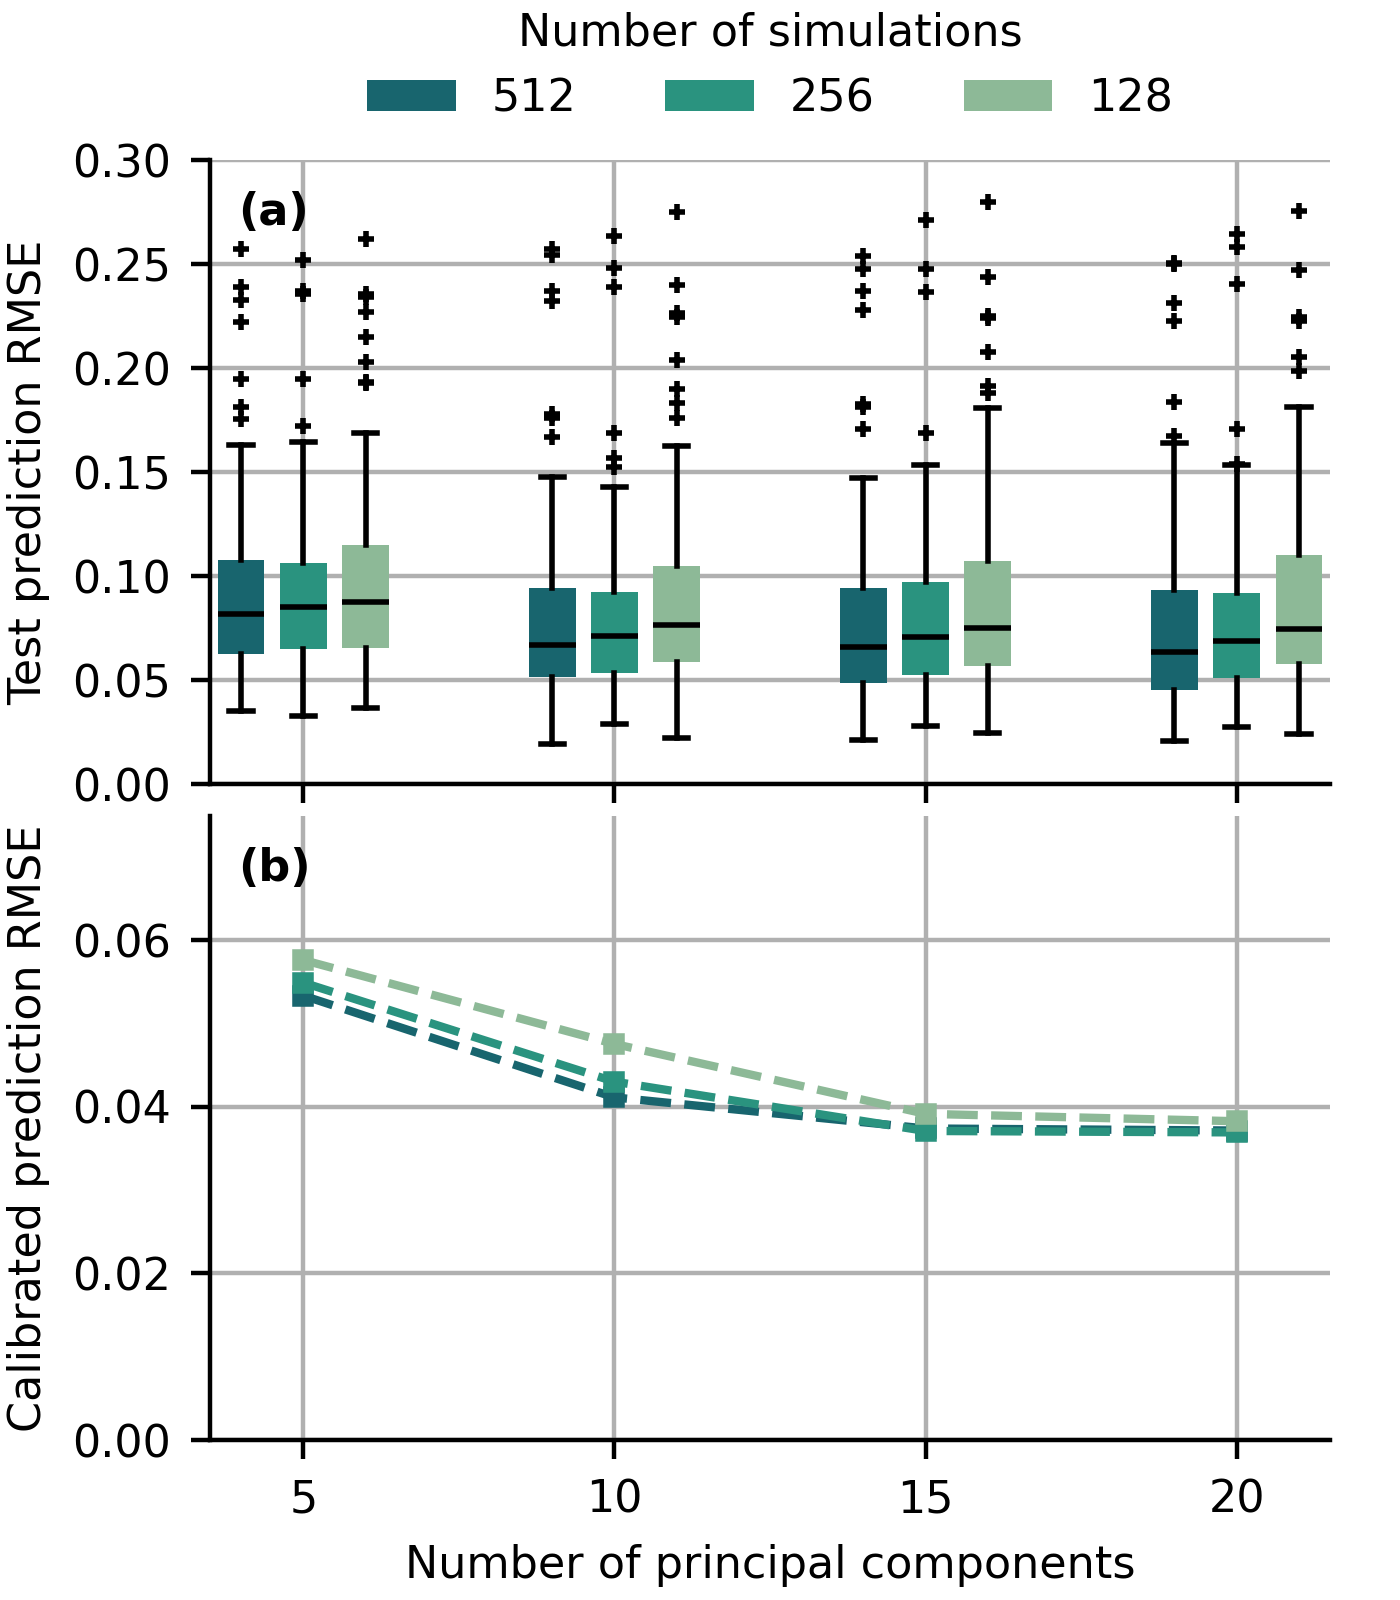 Number of simulations
512 256 128
(a)
Test prediction RMSE
0.30
0.25
0.20
0.15
0.10
0.05
0.00
(b)
Calibrated prediction RMSE
0.06
0.04
0.02
0.00
5 10 15 20
Number of principal components